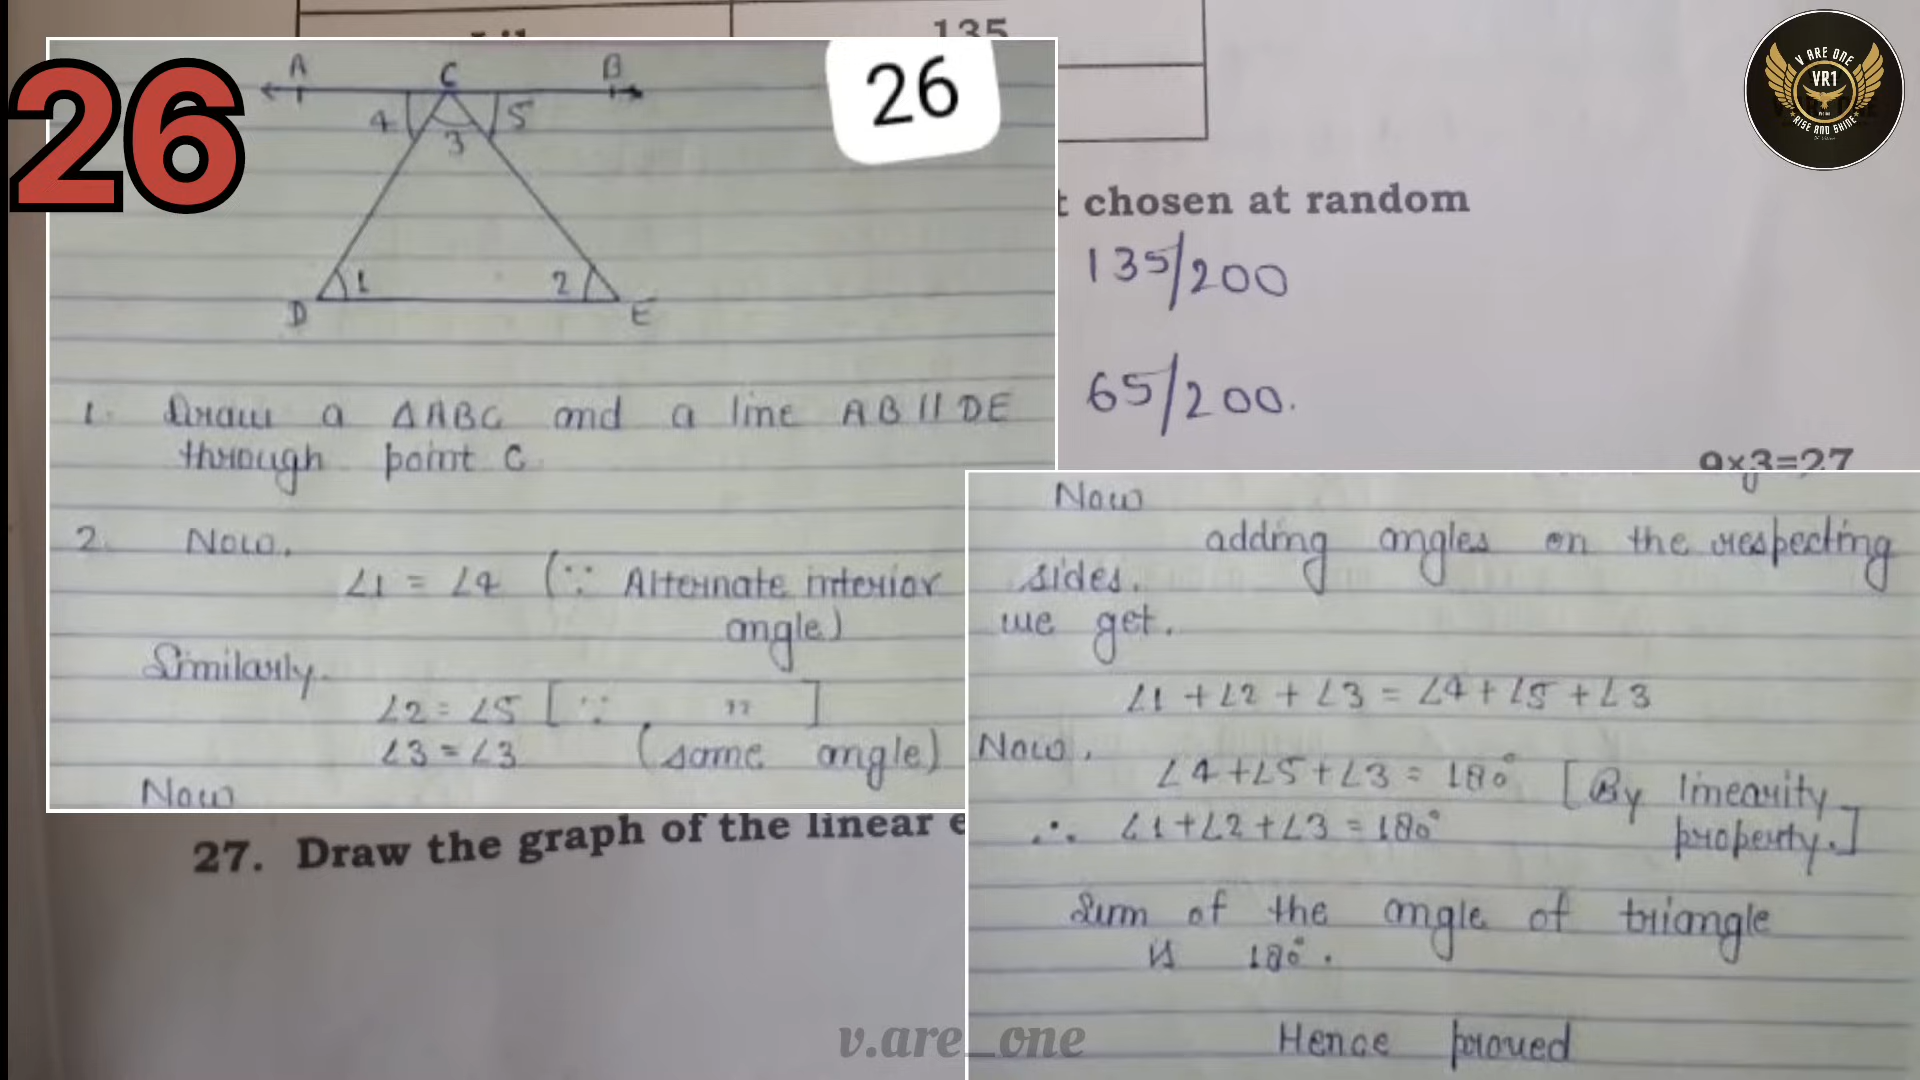 135
26
26
A C B
4 3 5
1 2
D E
1. Draw a ΔABC and a line AB || DE
through point C
2. Now,
∠1 = ∠4 (∵ Alternate interior
angle)
Similarly.
∠2 = ∠5 [∵ " ]
∠3 = ∠3 (same angle)
Now
chosen at random
135/200
65/200.
9×3=27
Now
adding angles on the respecting
sides.
we get.
∠1 + ∠2 + ∠3 = ∠4 + ∠5 + ∠3
Now,
∠4+∠5+∠3 = 180° [By linearity
property.]
∴ ∠1+∠2+∠3 = 180°
Sum of the angle of triangle
is 180°.
Hence proved
27. Draw the graph of the linear
v.are_one
V ARE ONE
VR1
RISE AND SHINE